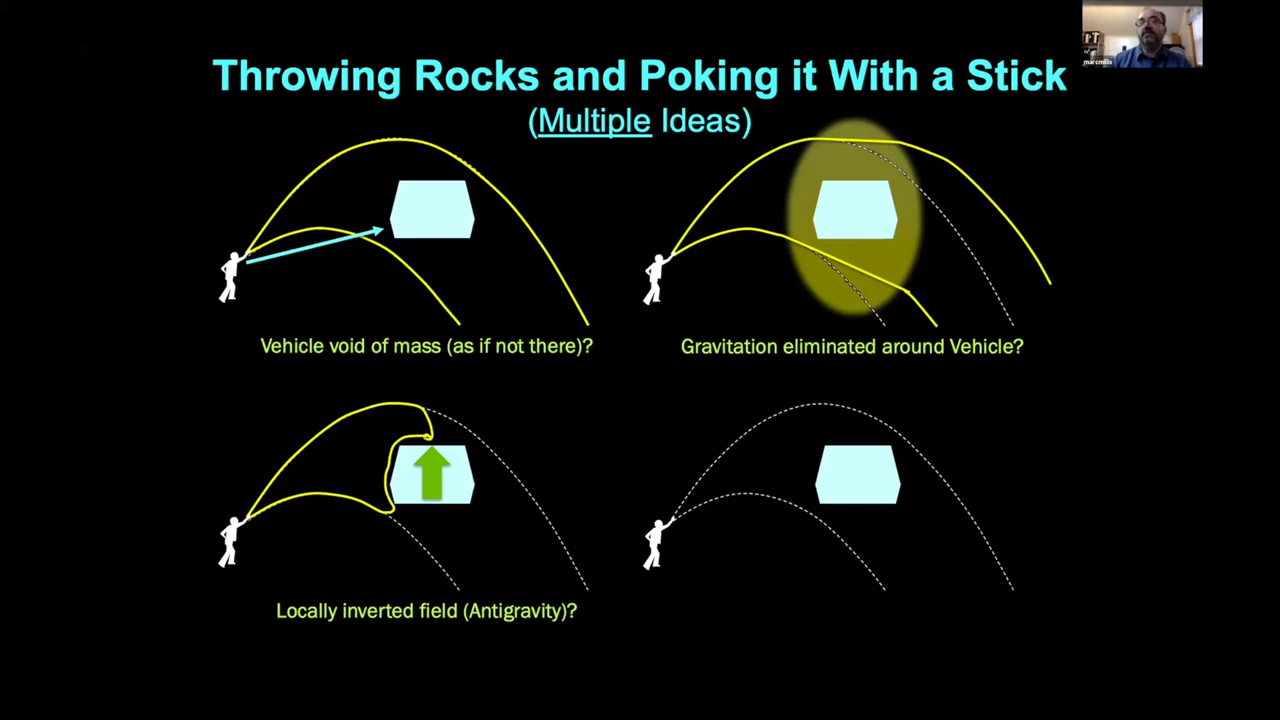 Throwing Rocks and Poking it With a Stick
(Multiple Ideas)
marcmillis
Vehicle void of mass (as if not there)?
Gravitation eliminated around Vehicle?
Locally inverted field (Antigravity)?